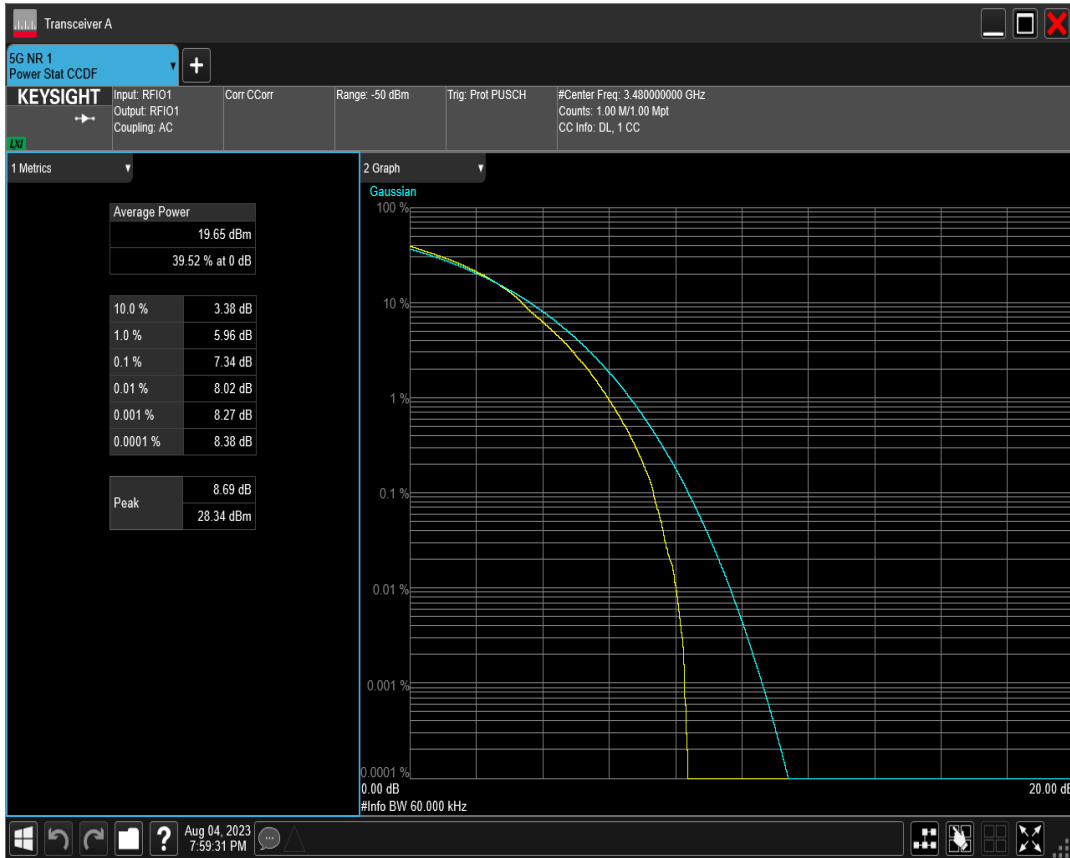 Transceiver A
5G NR 1
Power Stat CCDF
KEYSIGHT
LXI
Input: RFIO1
Output: RFIO1
Coupling: AC
Corr CCorr
Range: -50 dBm
Trig: Prot PUSCH
#Center Freq: 3.480000000 GHz
Counts: 1.00 M/1.00 Mpt
CC Info: DL, 1 CC
1 Metrics
Average Power
19.65 dBm
39.52 % at 0 dB
10.0 % 3.38 dB
1.0 % 5.96 dB
0.1 % 7.34 dB
0.01 % 8.02 dB
0.001 % 8.27 dB
0.0001 % 8.38 dB
Peak
8.69 dB
28.34 dBm
2 Graph
Gaussian
100 %
10 %
1 %
0.1 %
0.01 %
0.001 %
0.0001 %
0.00 dB
20.00 dB
#Info BW 60.000 kHz
Aug 04, 2023
7:59:31 PM